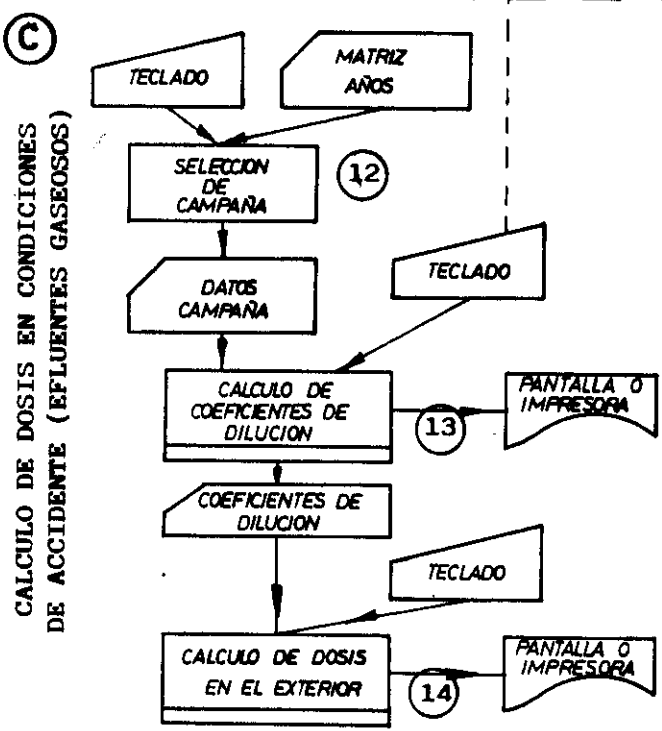 C
CALCULO DE DOSIS EN CONDICIONES
DE ACCIDENTE (EFLUENTES GASEOSOS)
TECLADO
MATRIZ
AÑOS
SELECCION
DE
CAMPAÑA
12
DATOS
CAMPAÑA
TECLADO
CALCULO DE
COEFICIENTES DE
DILUCION
13
PANTALLA O
IMPRESORA
COEFICIENTES DE
DILUCION
TECLADO
CALCULO DE DOSIS
EN EL EXTERIOR
14
PANTALLA O
IMPRESORA